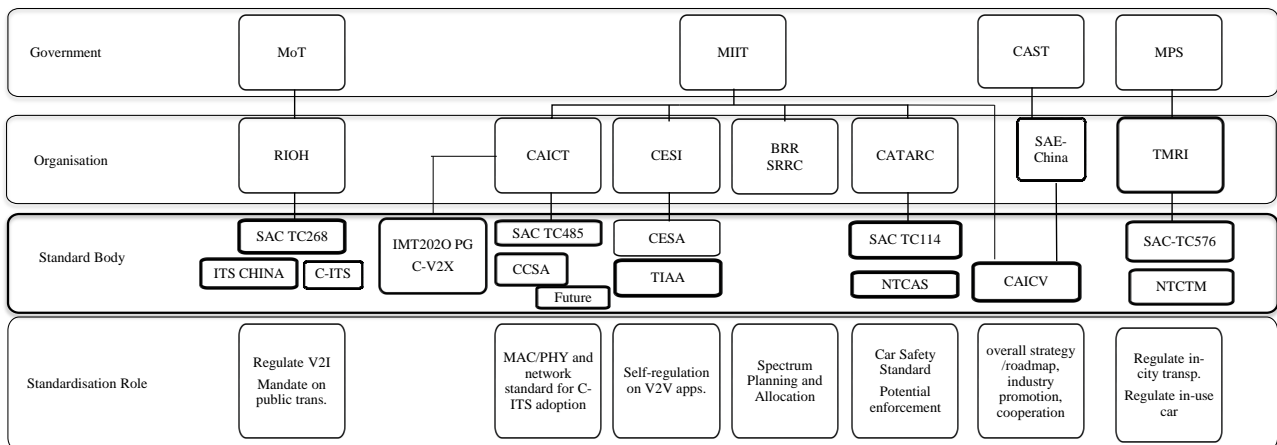 Government
MoT
MIIT
CAST
MPS
Organisation
RIOH
CAICT
CESI
BRR
SRRC
CATARC
SAE-
China
TMRI
Standard Body
SAC TC268
ITS CHINA
C-ITS
IMT202O PG
C-V2X
SAC TC485
CCSA
Future
CESA
TIAA
SAC TC114
NTCAS
CAICV
SAC-TC576
NTCTM
Standardisation Role
Regulate V2I
Mandate on
public trans.
MAC/PHY and
network
standard for C-
ITS adoption
Self-regulation
on V2V apps.
Spectrum
Planning and
Allocation
Car Safety
Standard
Potential
enforcement
overall strategy
/roadmap,
industry
promotion,
cooperation
Regulate in-
city transp.
Regulate in-use
car